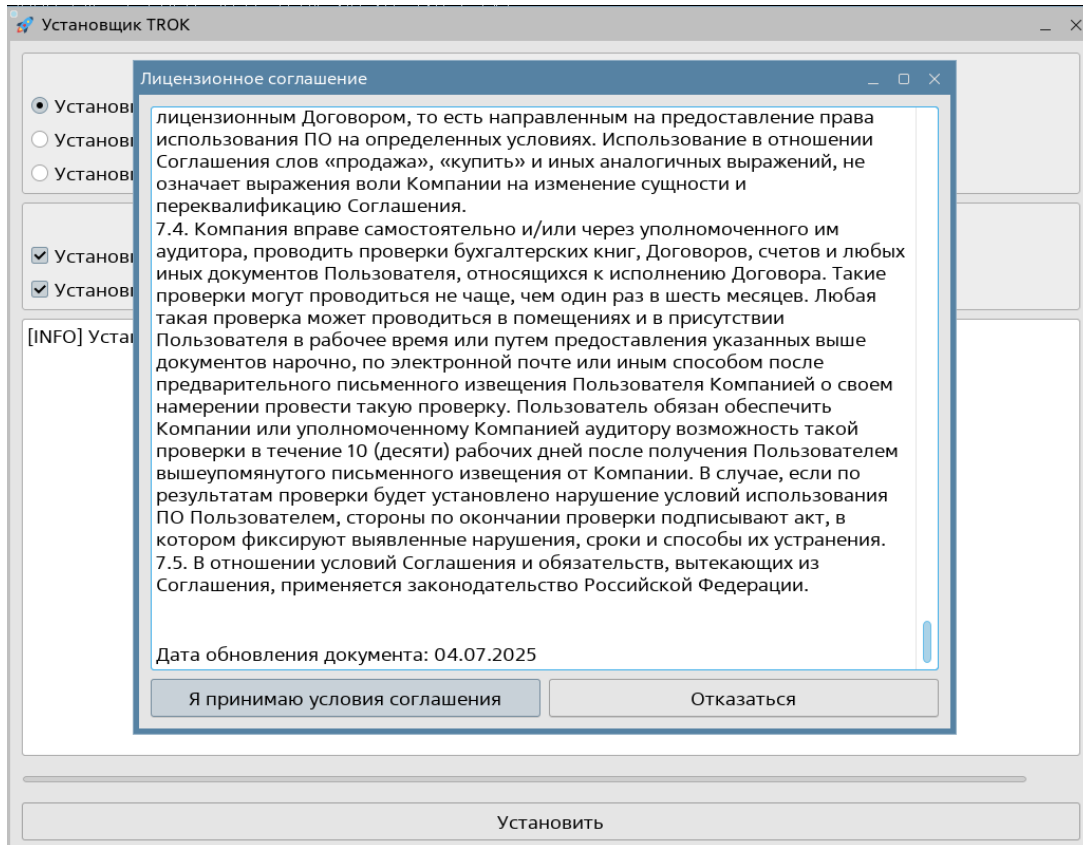 Установщик TROK
Лицензионное соглашение
лицензионным Договором, то есть направленным на предоставление права
использования ПО на определенных условиях. Использование в отношении
Соглашения слов «продажа», «купить» и иных аналогичных выражений, не
означает выражения воли Компании на изменение сущности и
переквалификацию Соглашения.
7.4. Компания вправе самостоятельно и/или через уполномоченного им
аудитора, проводить проверки бухгалтерских книг, Договоров, счетов и любых
иных документов Пользователя, относящихся к исполнению Договора. Такие
проверки могут проводиться не чаще, чем один раз в шесть месяцев. Любая
такая проверка может проводиться в помещениях и в присутствии
Пользователя в рабочее время или путем предоставления указанных выше
документов нарочно, по электронной почте или иным способом после
предварительного письменного извещения Пользователя Компанией о своем
намерении провести такую проверку. Пользователь обязан обеспечить
Компании или уполномоченному Компанией аудитору возможность такой
проверки в течение 10 (десяти) рабочих дней после получения Пользователем
вышеупомянутого письменного извещения от Компании. В случае, если по
результатам проверки будет установлено нарушение условий использования
ПО Пользователем, стороны по окончании проверки подписывают акт, в
котором фиксируют выявленные нарушения, сроки и способы их устранения.
7.5. В отношении условий Соглашения и обязательств, вытекающих из
Соглашения, применяется законодательство Российской Федерации.
Дата обновления документа: 04.07.2025
Я принимаю условия соглашения
Отказаться
[INFO]
Установить